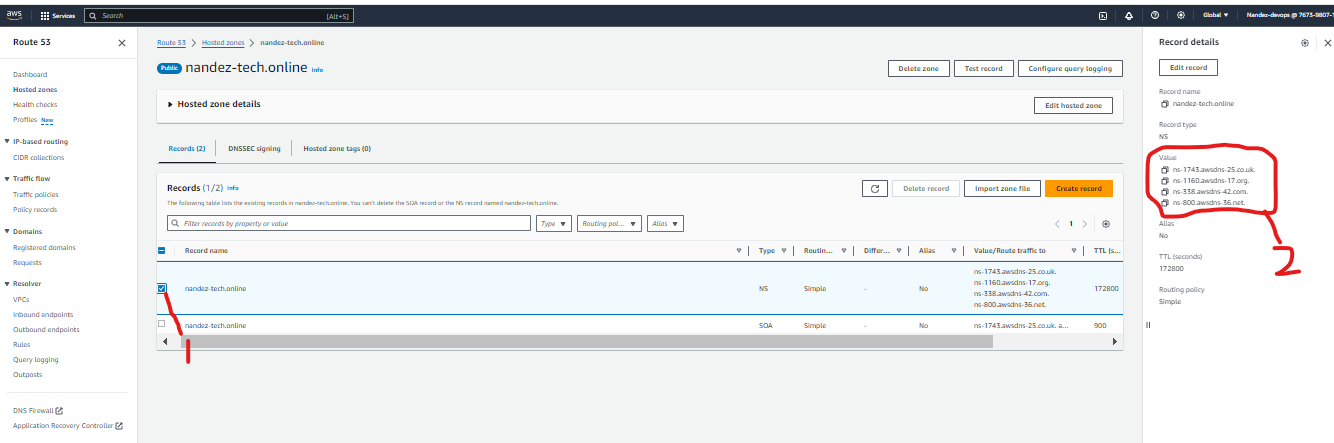 aws Services Search [Alt+S] Global Nandez-devops @ 7673-9807-1
Route 53
Dashboard
Hosted zones
Health checks
Profiles New
IP-based routing
CIDR collections
Traffic flow
Traffic policies
Policy records
Domains
Registered domains
Requests
Resolver
VPCs
Inbound endpoints
Outbound endpoints
Rules
Query logging
Outposts
DNS Firewall
Application Recovery Controller
Route 53 > Hosted zones > nandez-tech.online
Public nandez-tech.online Info
Delete zone Test record Configure query logging
Hosted zone details Edit hosted zone
Records (2) DNSSEC signing Hosted zone tags (0)
Records (1/2) Info
Delete record Import zone file Create record
The following table lists the existing records in nandez-tech.online. You can't delete the SOA record or the NS record named nandez-tech.online.
Filter records by property or value Type Routing pol... Alias
1
Record name Type Routin... Differ... Alias Value/Route traffic to TTL (s...
nandez-tech.online NS Simple - No
ns-1743.awsdns-25.co.uk.
ns-1160.awsdns-17.org.
ns-338.awsdns-42.com.
ns-800.awsdns-36.net.
172800
nandez-tech.online SOA Simple - No ns-1743.awsdns-25.co.uk. a... 900
1
Record details
Edit record
Record name
nandez-tech.online
Record type
NS
Value
ns-1743.awsdns-25.co.uk.
ns-1160.awsdns-17.org.
ns-338.awsdns-42.com.
ns-800.awsdns-36.net.
Alias
No
2
TTL (seconds)
172800
Routing policy
Simple